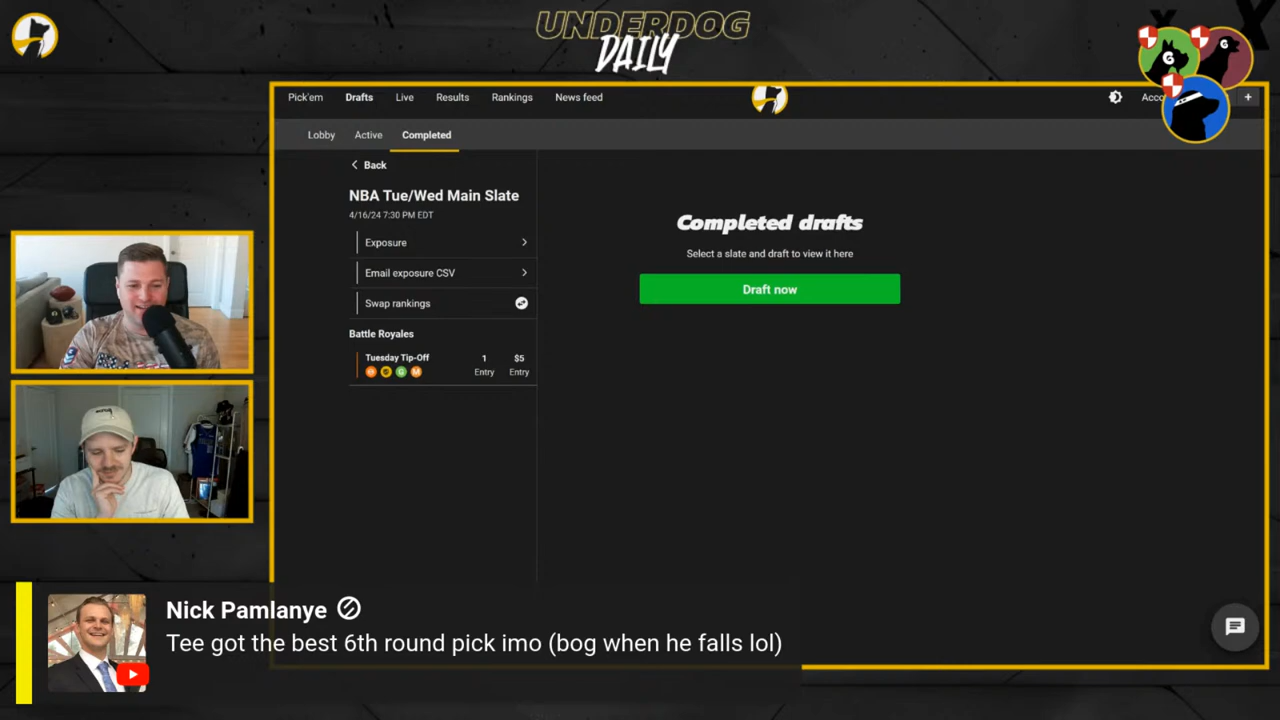 UNDERDOG
DAILY
Pick'em Drafts Live Results Rankings News feed
Lobby Active Completed
Back
NBA Tue/Wed Main Slate
4/16/24 7:30 PM EDT
Exposure
Email exposure CSV
Swap rankings
Battle Royales
Tuesday Tip-Off 1 $5
Entry Entry
Completed drafts
Select a slate and draft to view it here
Draft now
G
G
G
M
Nick Pamlanye
Tee got the best 6th round pick imo (bog when he falls lol)